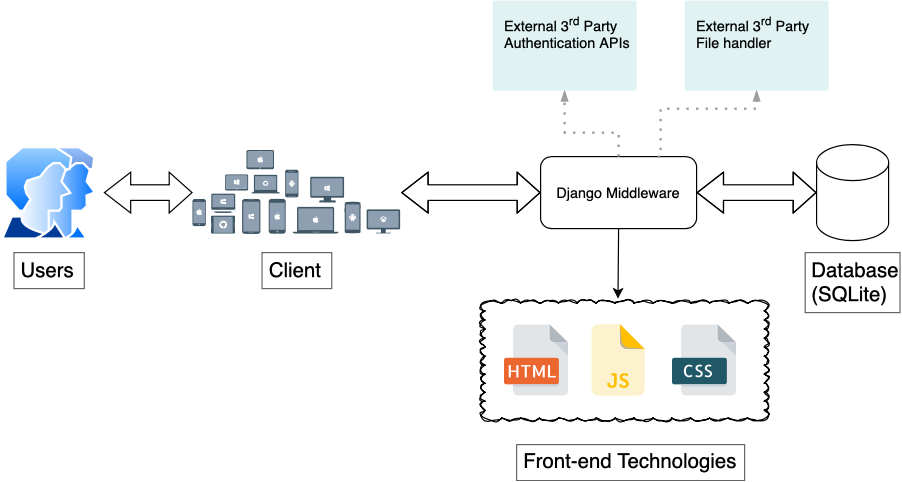 External 3rd Party
Authentication APIs
External 3rd Party
File handler
Django Middleware
Users
Client
Database
(SQLite)
HTML
JS
CSS
Front-end Technologies